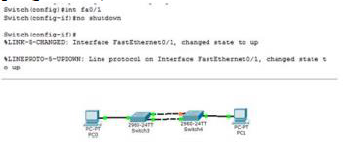 Switch(config)#int fa0/1
Switch(config-if)#no shutdown
Switch(config-if)#
%LINK-5-CHANGED: Interface FastEthernet0/1, changed state to up
%LINEPROTO-5-UPDOWN: Line protocol on Interface FastEthernet0/1, changed state t
o up
PC-PT
PC0
2960-24TT
Switch3
2960-24TT
Switch4
PC-PT
PC1